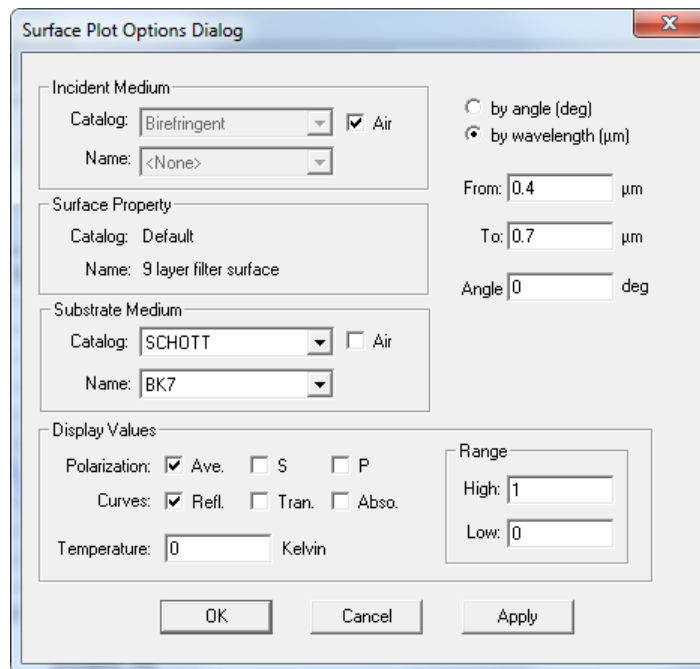 Surface Plot Options Dialog
Incident Medium
Catalog: Birefringent Air
Name: <None>
by angle (deg)
by wavelength (µm)
From: 0.4 µm
To: 0.7 µm
Angle 0 deg
Surface Property
Catalog: Default
Name: 9 layer filter surface
Substrate Medium
Catalog: SCHOTT Air
Name: BK7
Display Values
Polarization: Ave. S P
Curves: Refl. Tran. Abso.
Temperature: 0 Kelvin
Range
High: 1
Low: 0
OK Cancel Apply